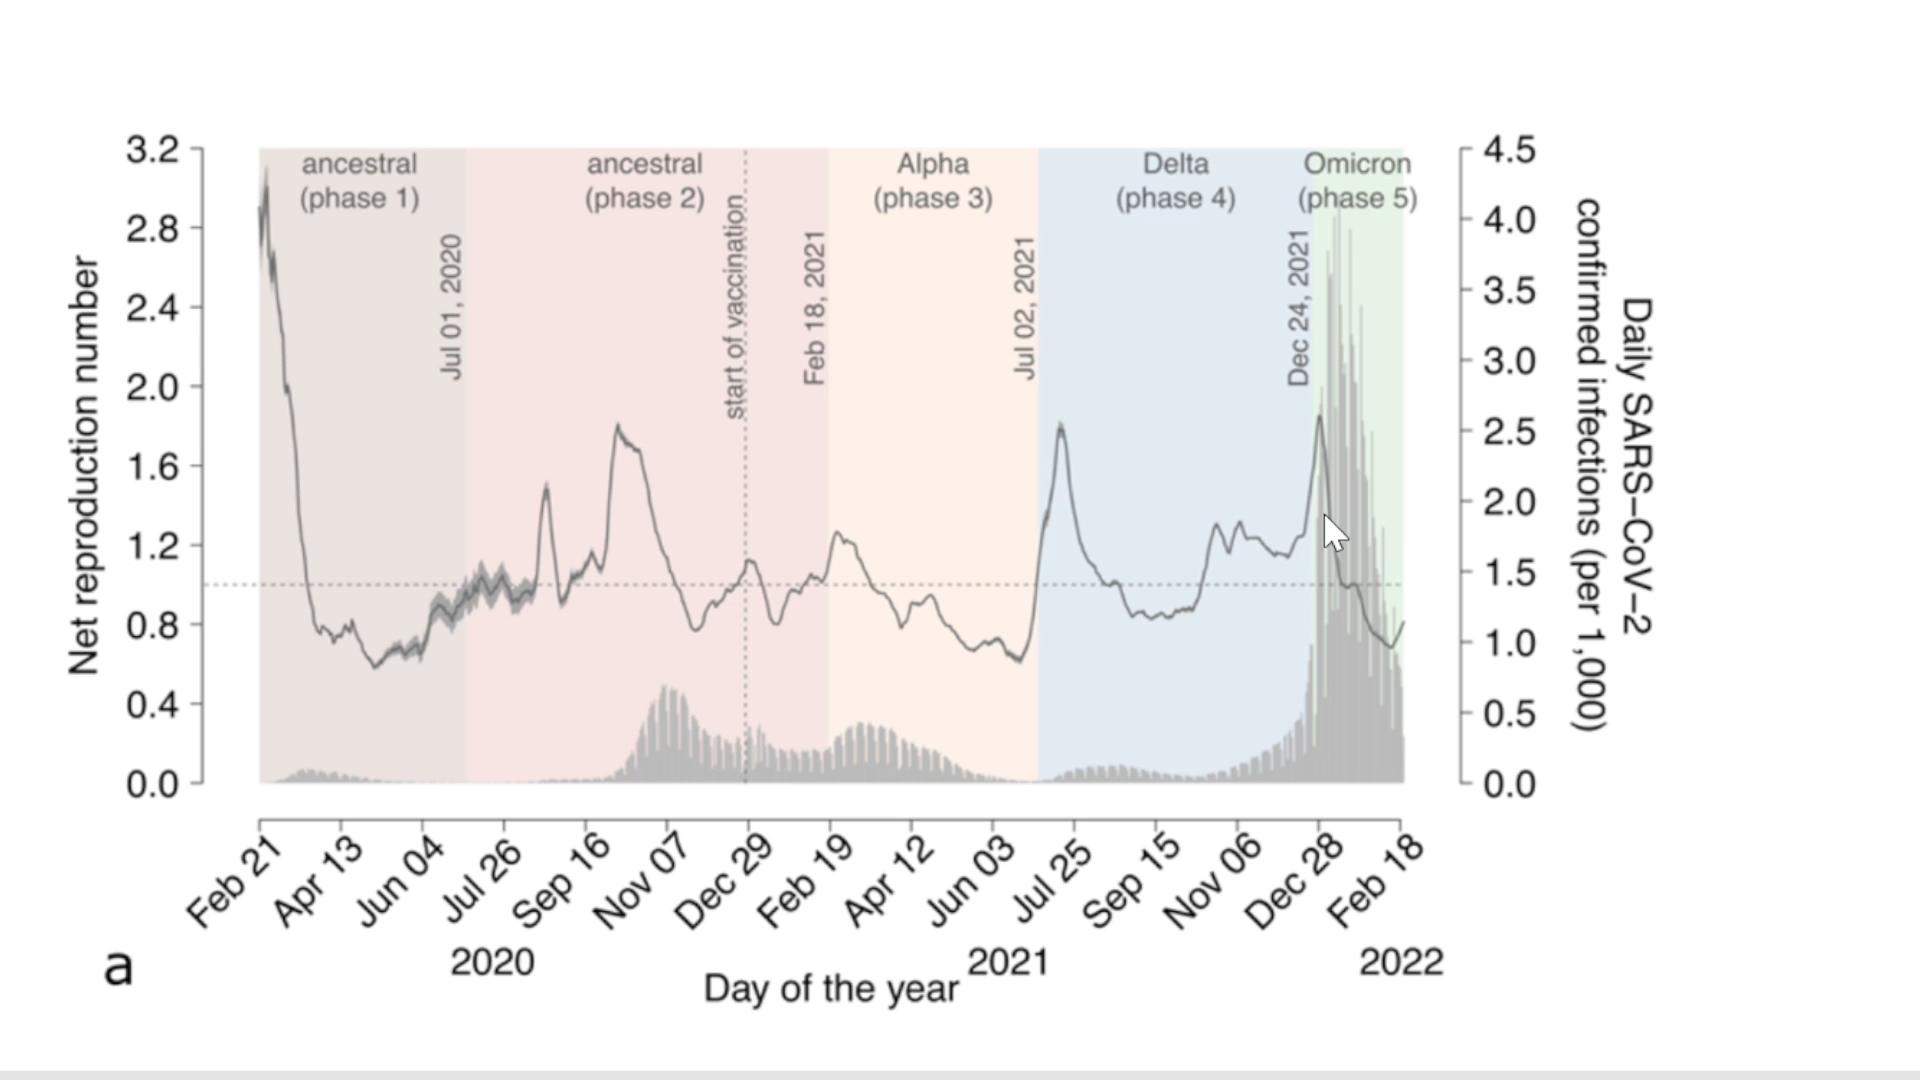 3.2
2.8
2.4
2.0
1.6
1.2
0.8
0.4
0.0
Net reproduction number
ancestral
(phase 1)
Jul 01, 2020
ancestral
(phase 2)
start of vaccination
Feb 18, 2021
Alpha
(phase 3)
Jul 02, 2021
Delta
(phase 4)
Dec 24, 2021
Omicron
(phase 5)
4.5
4.0
3.5
3.0
2.5
2.0
1.5
1.0
0.5
0.0
Daily SARS−CoV−2
confirmed infections (per 1,000)
Feb 21
Apr 13
Jun 04
Jul 26
Sep 16
Nov 07
Dec 29
Feb 19
Apr 12
Jun 03
Jul 25
Sep 15
Nov 06
Dec 28
Feb 18
2020
2021
2022
Day of the year
a